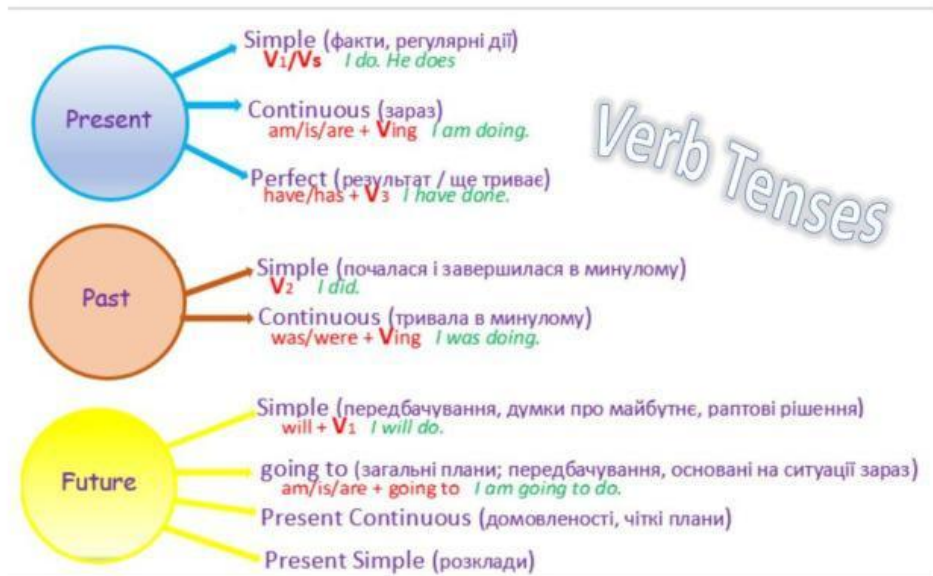 Verb Tenses
Present
Simple (факти, регулярні дії)
V1/Vs I do. He does
Continuous (зараз)
am/is/are + Ving I am doing.
Perfect (результат / ще триває)
have/has + V3 I have done.
Past
Simple (почалася і завершилася в минулому)
V2 I did.
Continuous (тривала в минулому)
was/were + Ving I was doing.
Future
Simple (передбачування, думки про майбутнє, раптові рішення)
will + V1 I will do.
going to (загальні плани; передбачування, основані на ситуації зараз)
am/is/are + going to I am going to do.
Present Continuous (домовленості, чіткі плани)
Present Simple (розклади)